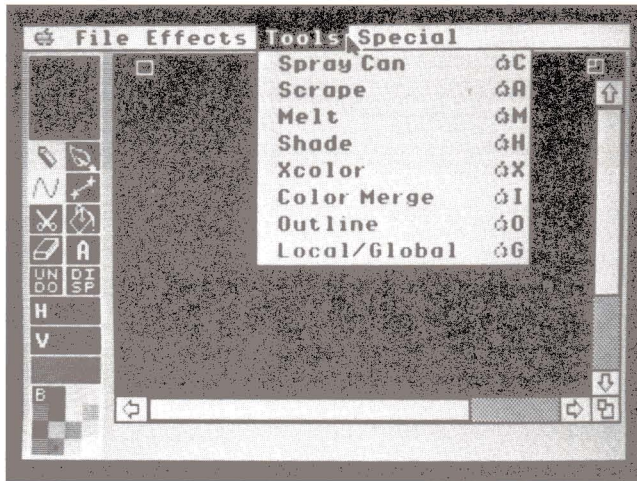 File Effects Tools Special
Spray Can C
Scrape A
Melt M
Shade H
Xcolor X
Color Merge I
Outline O
Local/Global G
A
UN DO DI SP
H
V
B